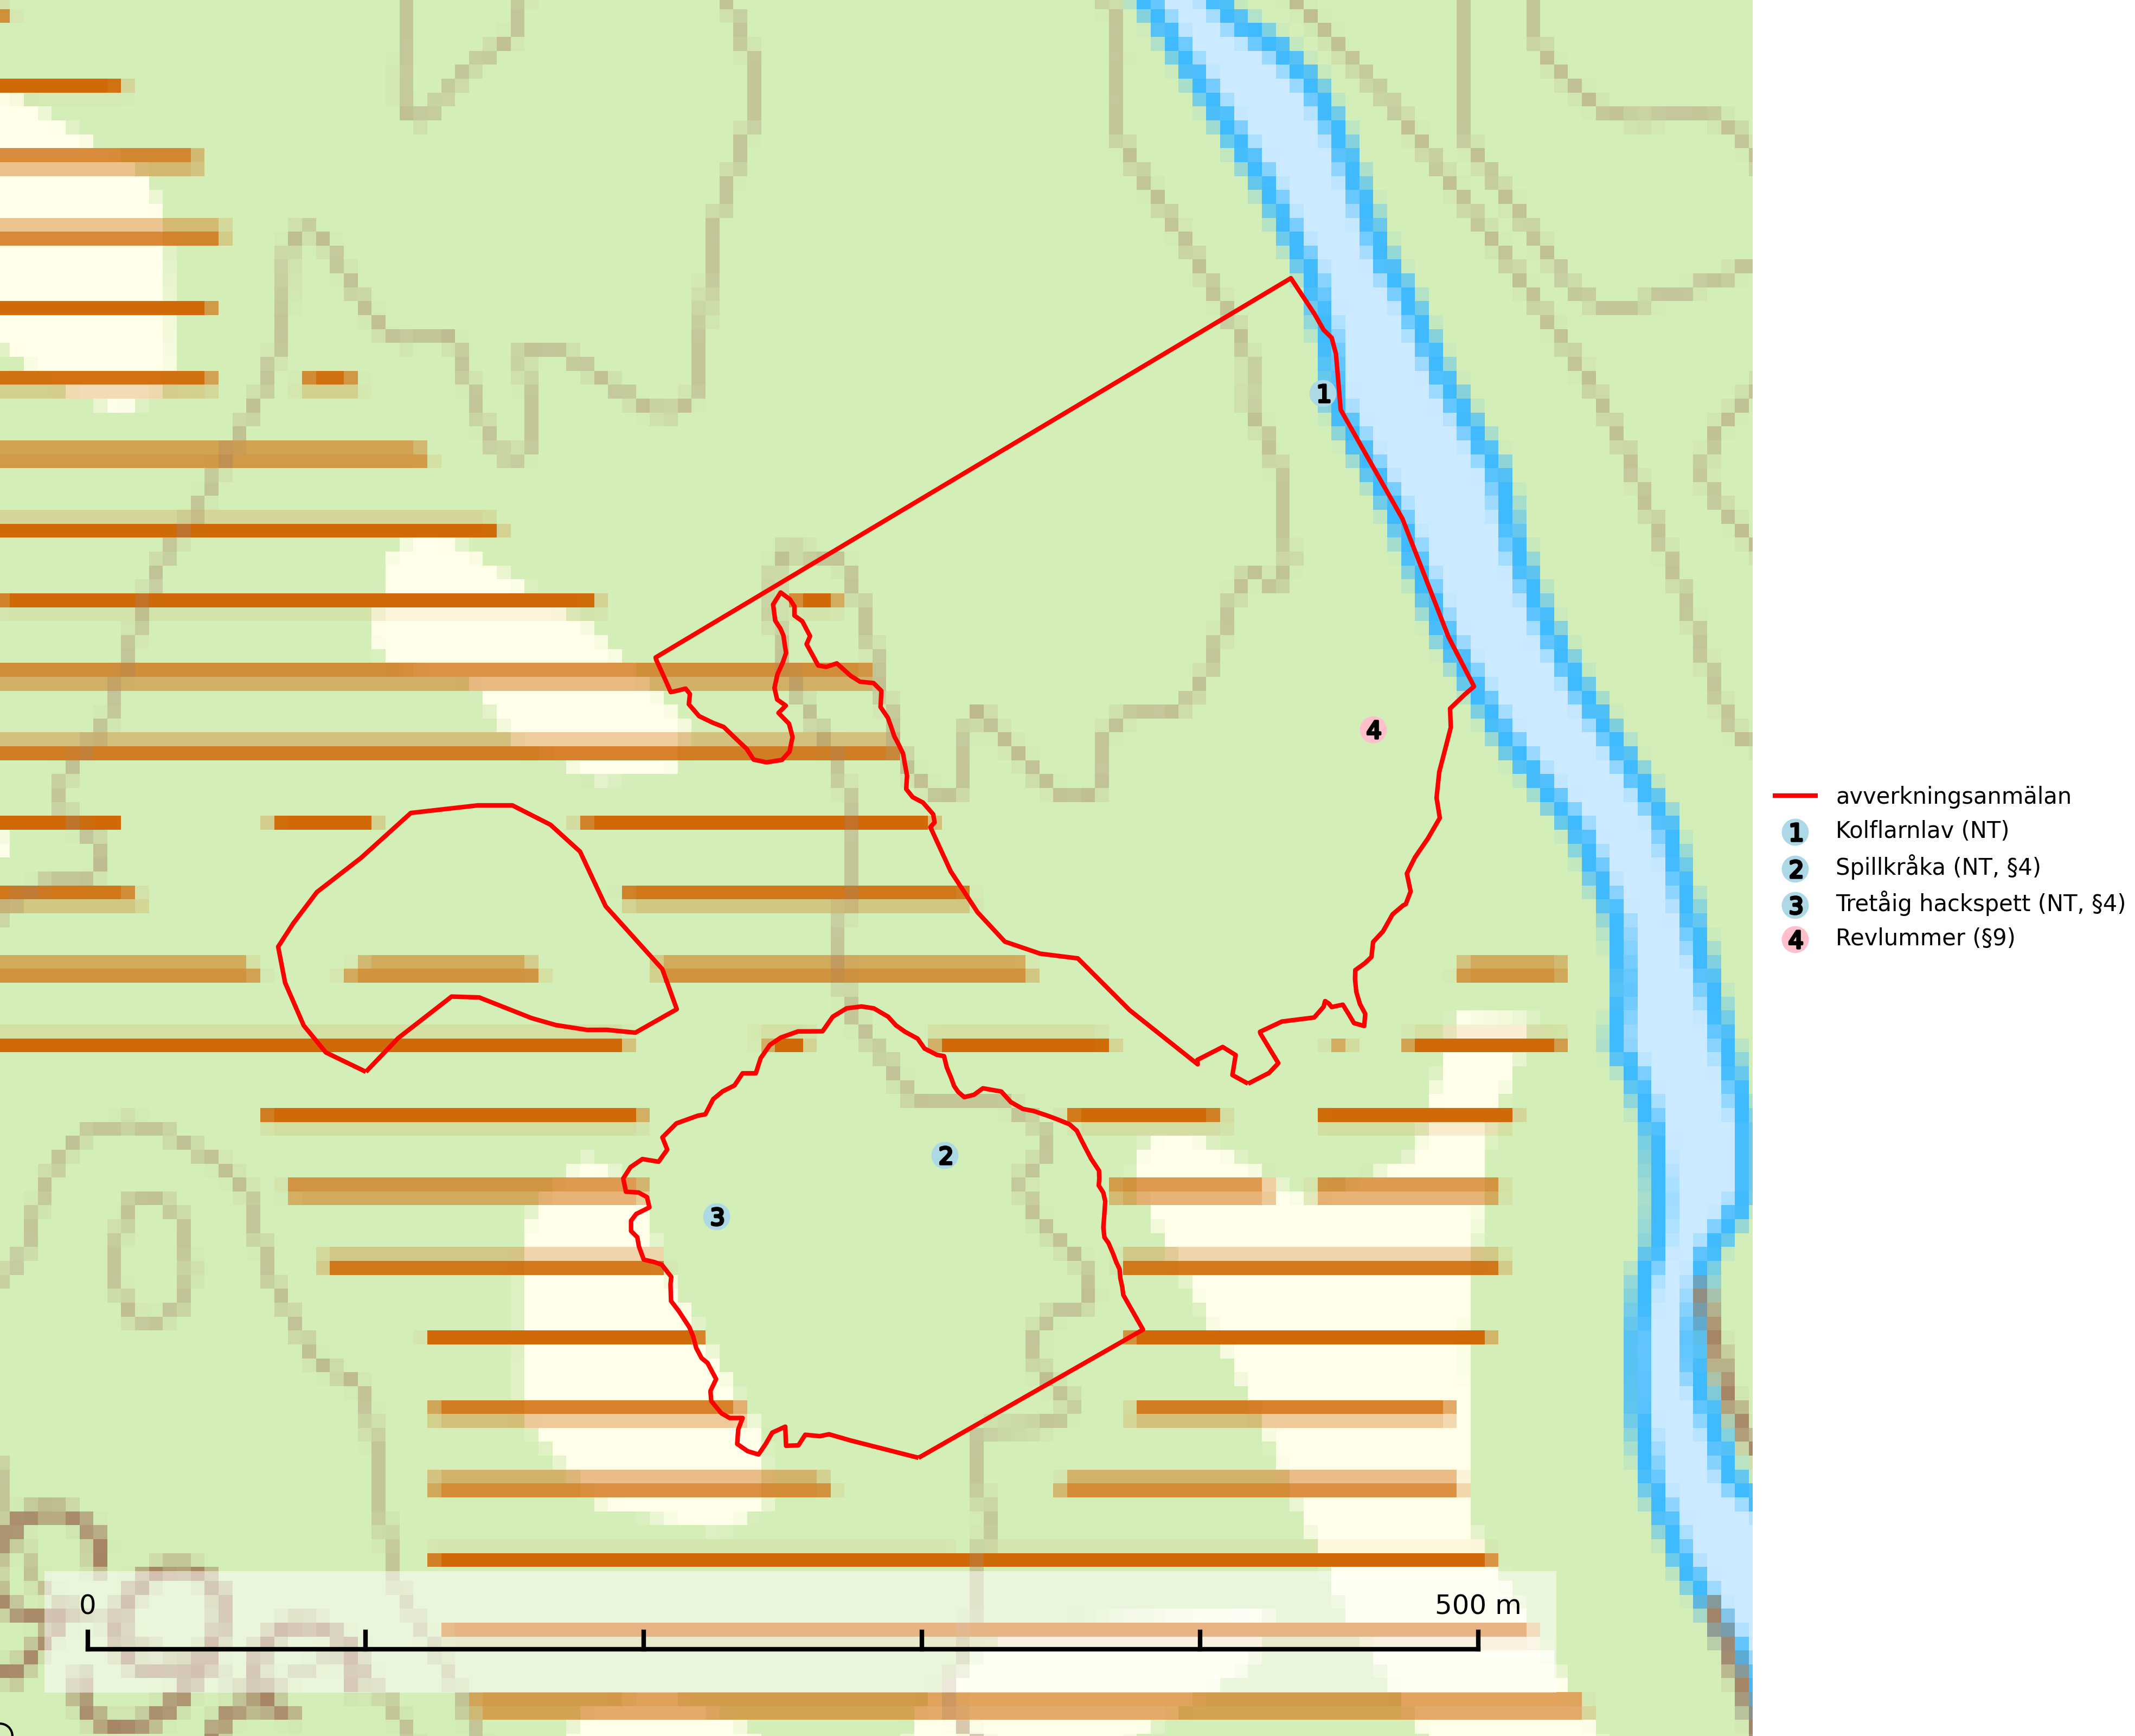 1
4
2
3
avverkningsanmälan
1 Kolflarnlav (NT)
2 Spillkråka (NT, §4)
3 Tretåig hackspett (NT, §4)
4 Revlummer (§9)
0 500 m